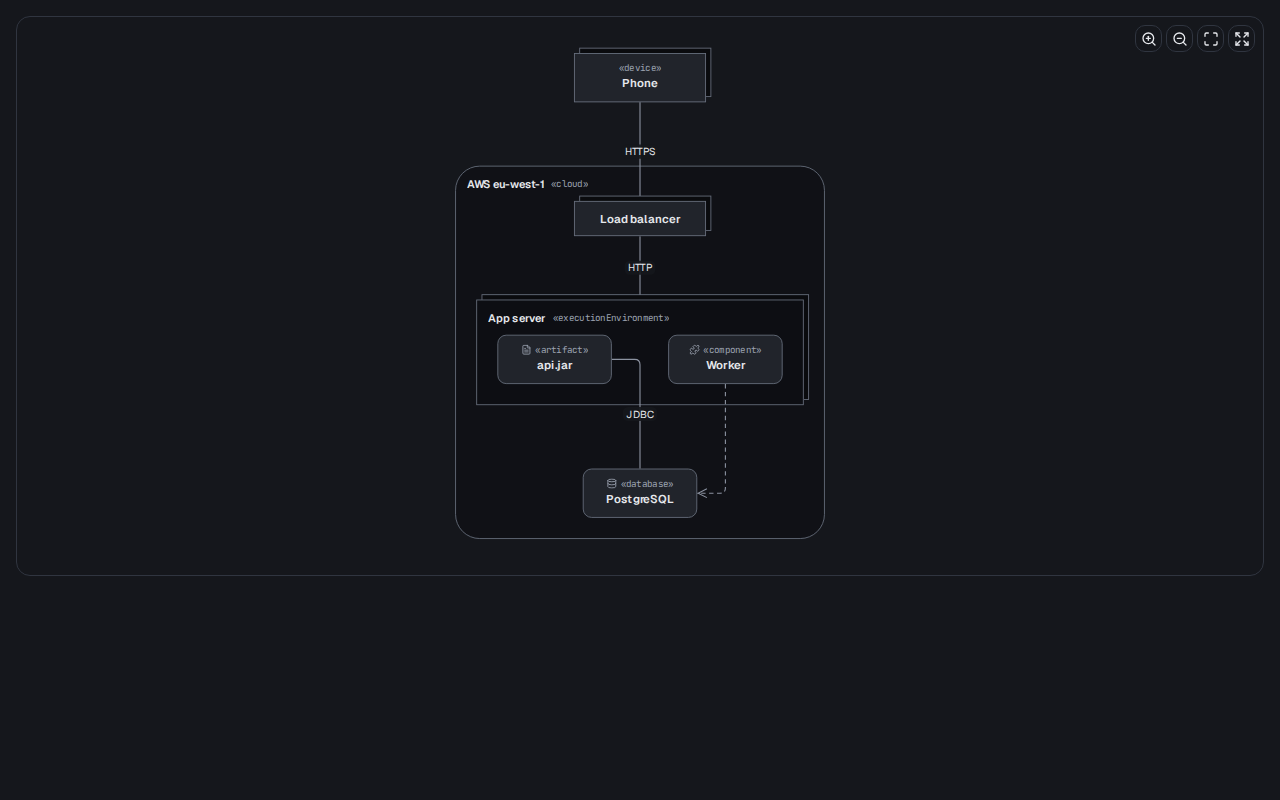 «device»
Phone
HTTPS
AWS eu-west-1 «cloud»
Load balancer
HTTP
App server «executionEnvironment»
«artifact»
api.jar
«component»
Worker
JDBC
«database»
PostgreSQL